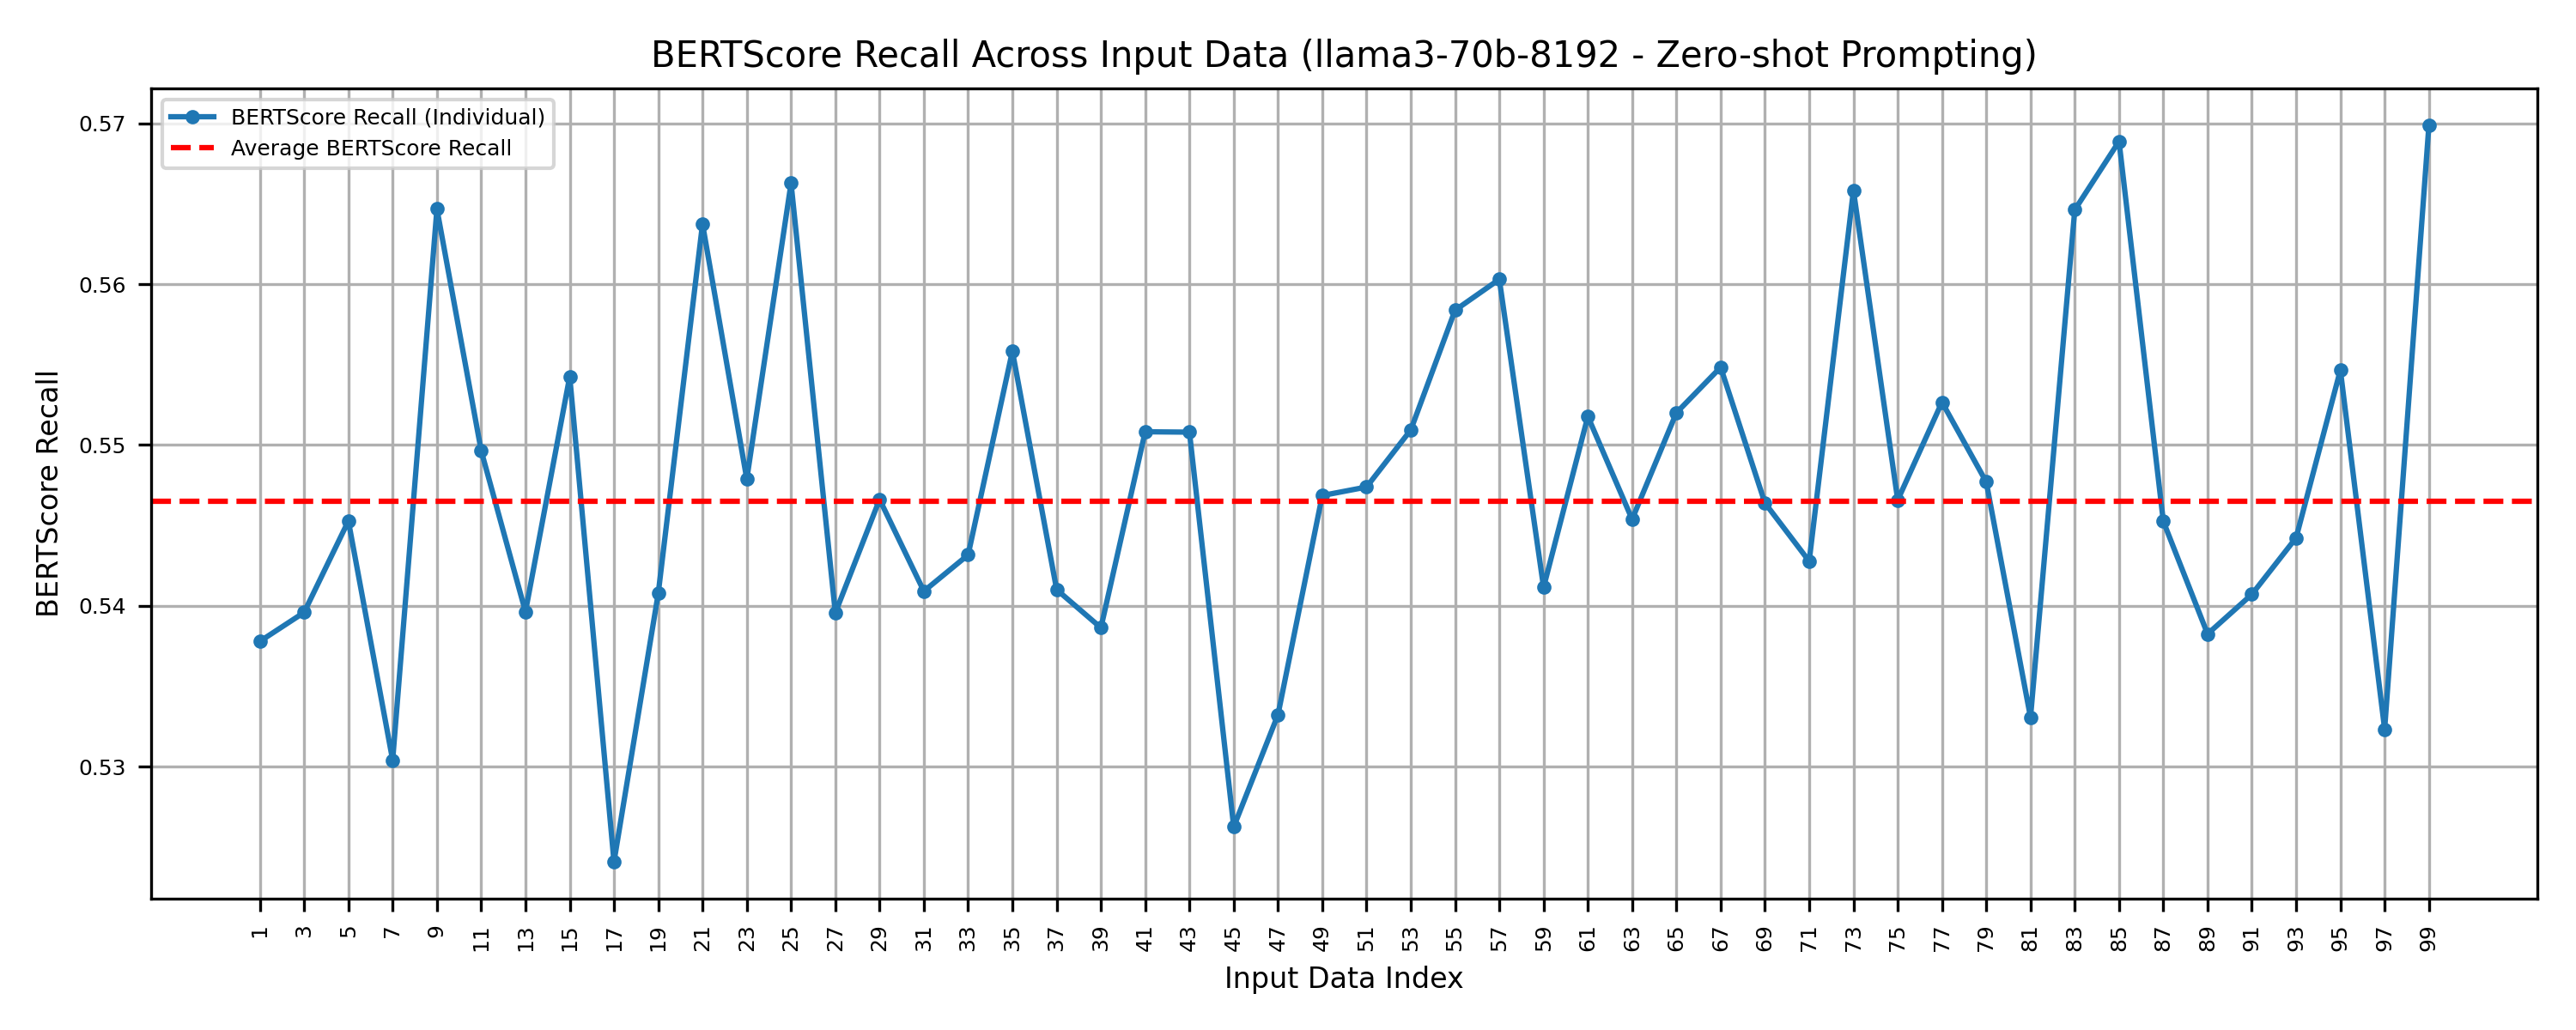 BERTScore Recall Across Input Data (llama3-70b-8192 - Zero-shot Prompting)
BERTScore Recall (Individual)
Average BERTScore Recall
0.57
0.56
0.55
0.54
0.53
BERTScore Recall
1 3 5 7 9 11 13 15 17 19 21 23 25 27 29 31 33 35 37 39 41 43 45 47 49 51 53 55 57 59 61 63 65 67 69 71 73 75 77 79 81 83 85 87 89 91 93 95 97 99
Input Data Index